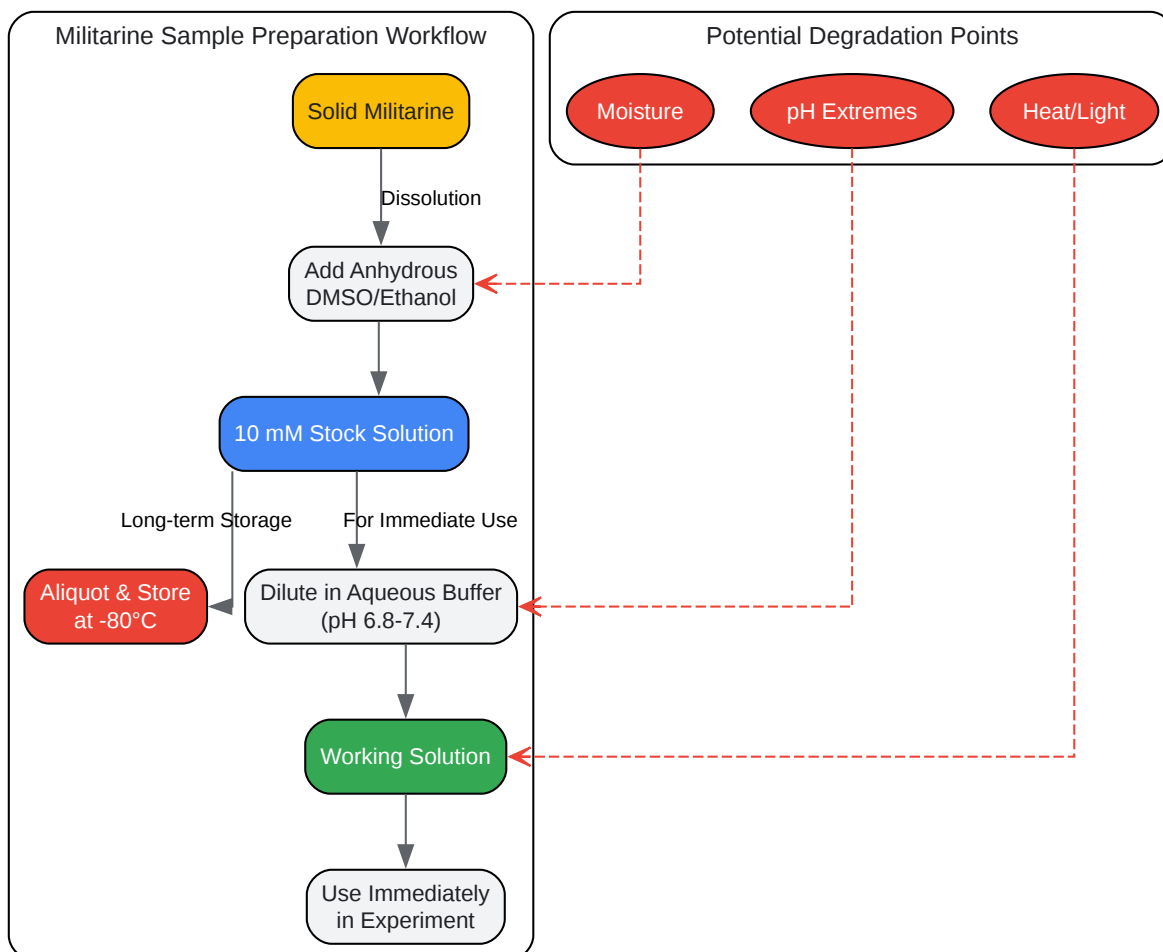 Militarine Sample Preparation Workflow
Potential Degradation Points
Solid Militarine
Moisture
pH Extremes
Heat/Light
Dissolution
Add Anhydrous
DMSO/Ethanol
10 mM Stock Solution
Long-term Storage
For Immediate Use
Aliquot & Store
at -80°C
Dilute in Aqueous Buffer
(pH 6.8-7.4)
Working Solution
Use Immediately
in Experiment